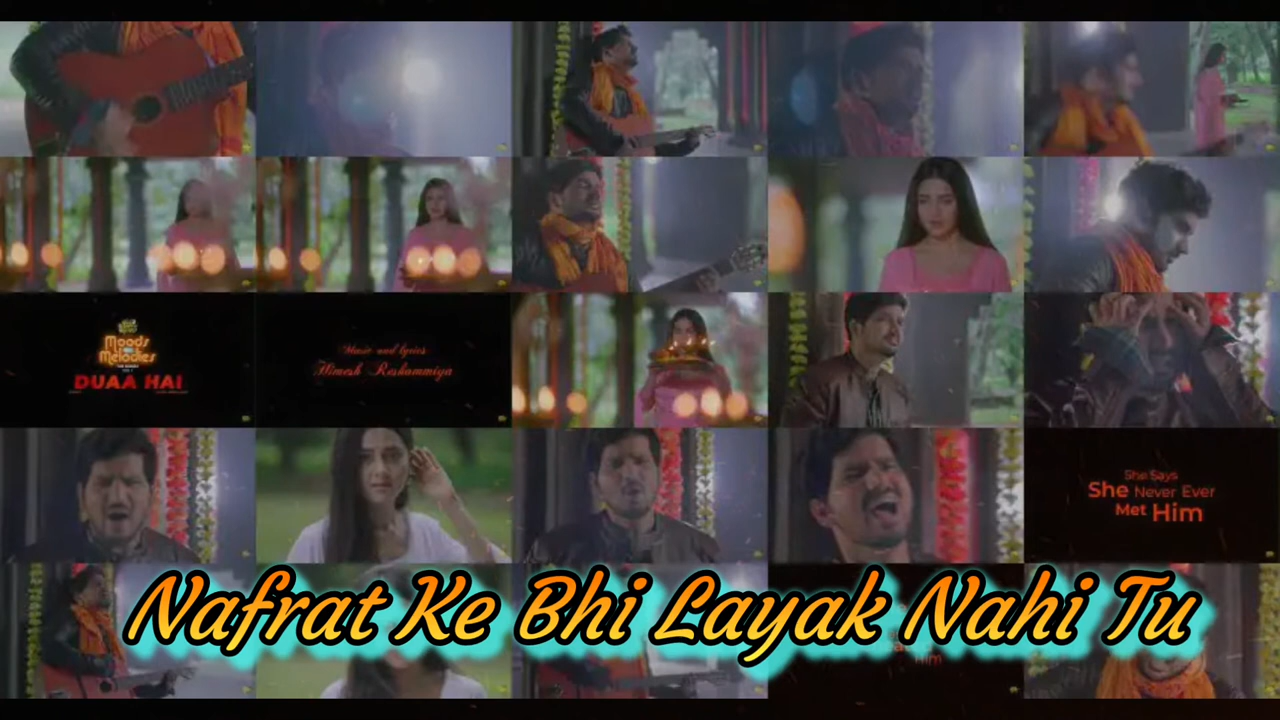 Moods
Melodies
DUAA HAI
Music and lyrics
Himesh Reshammiya
She Says
She Never Ever
Met Him
Nafrat Ke Bhi Layak Nahi Tu
Him